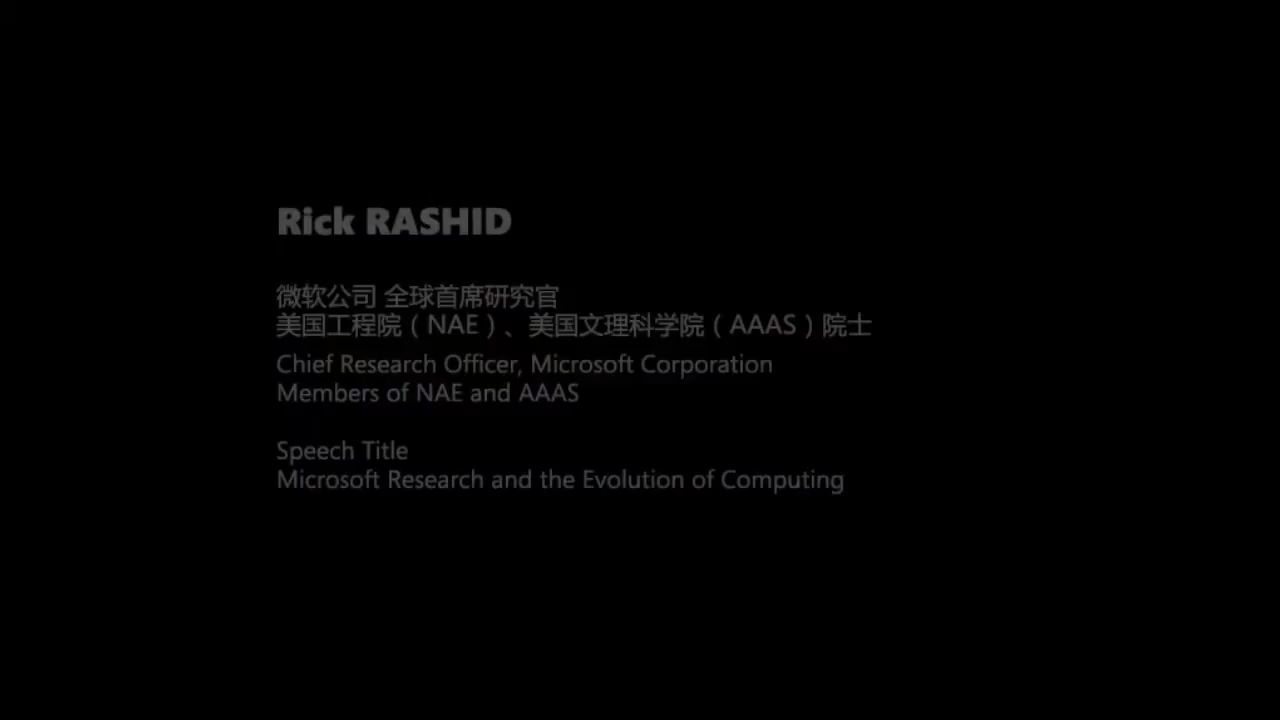 Rick RASHID
微软公司 全球首席研究官
美国工程院（NAE）、美国文理科学院（AAAS）院士
Chief Research Officer, Microsoft Corporation
Members of NAE and AAAS
Speech Title
Microsoft Research and the Evolution of Computing